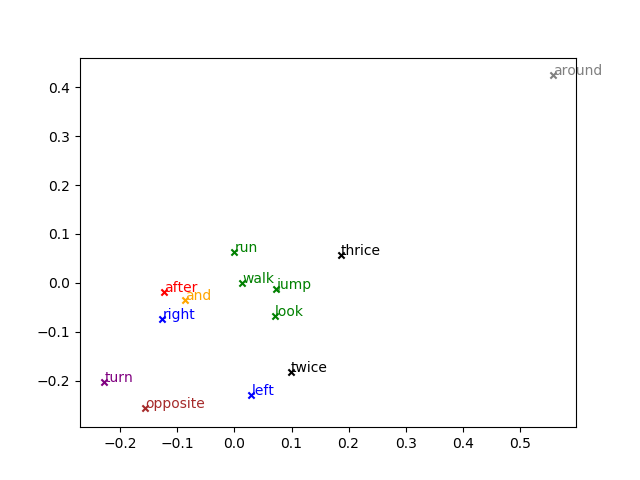 around
0.4
0.3
0.2
0.1
run
thrice
walk
0.0
jump
after
and
look
right
−0.1
twice
turn
−0.2
left
opposite
−0.2
−0.1
0.0
0.1
0.2
0.3
0.4
0.5